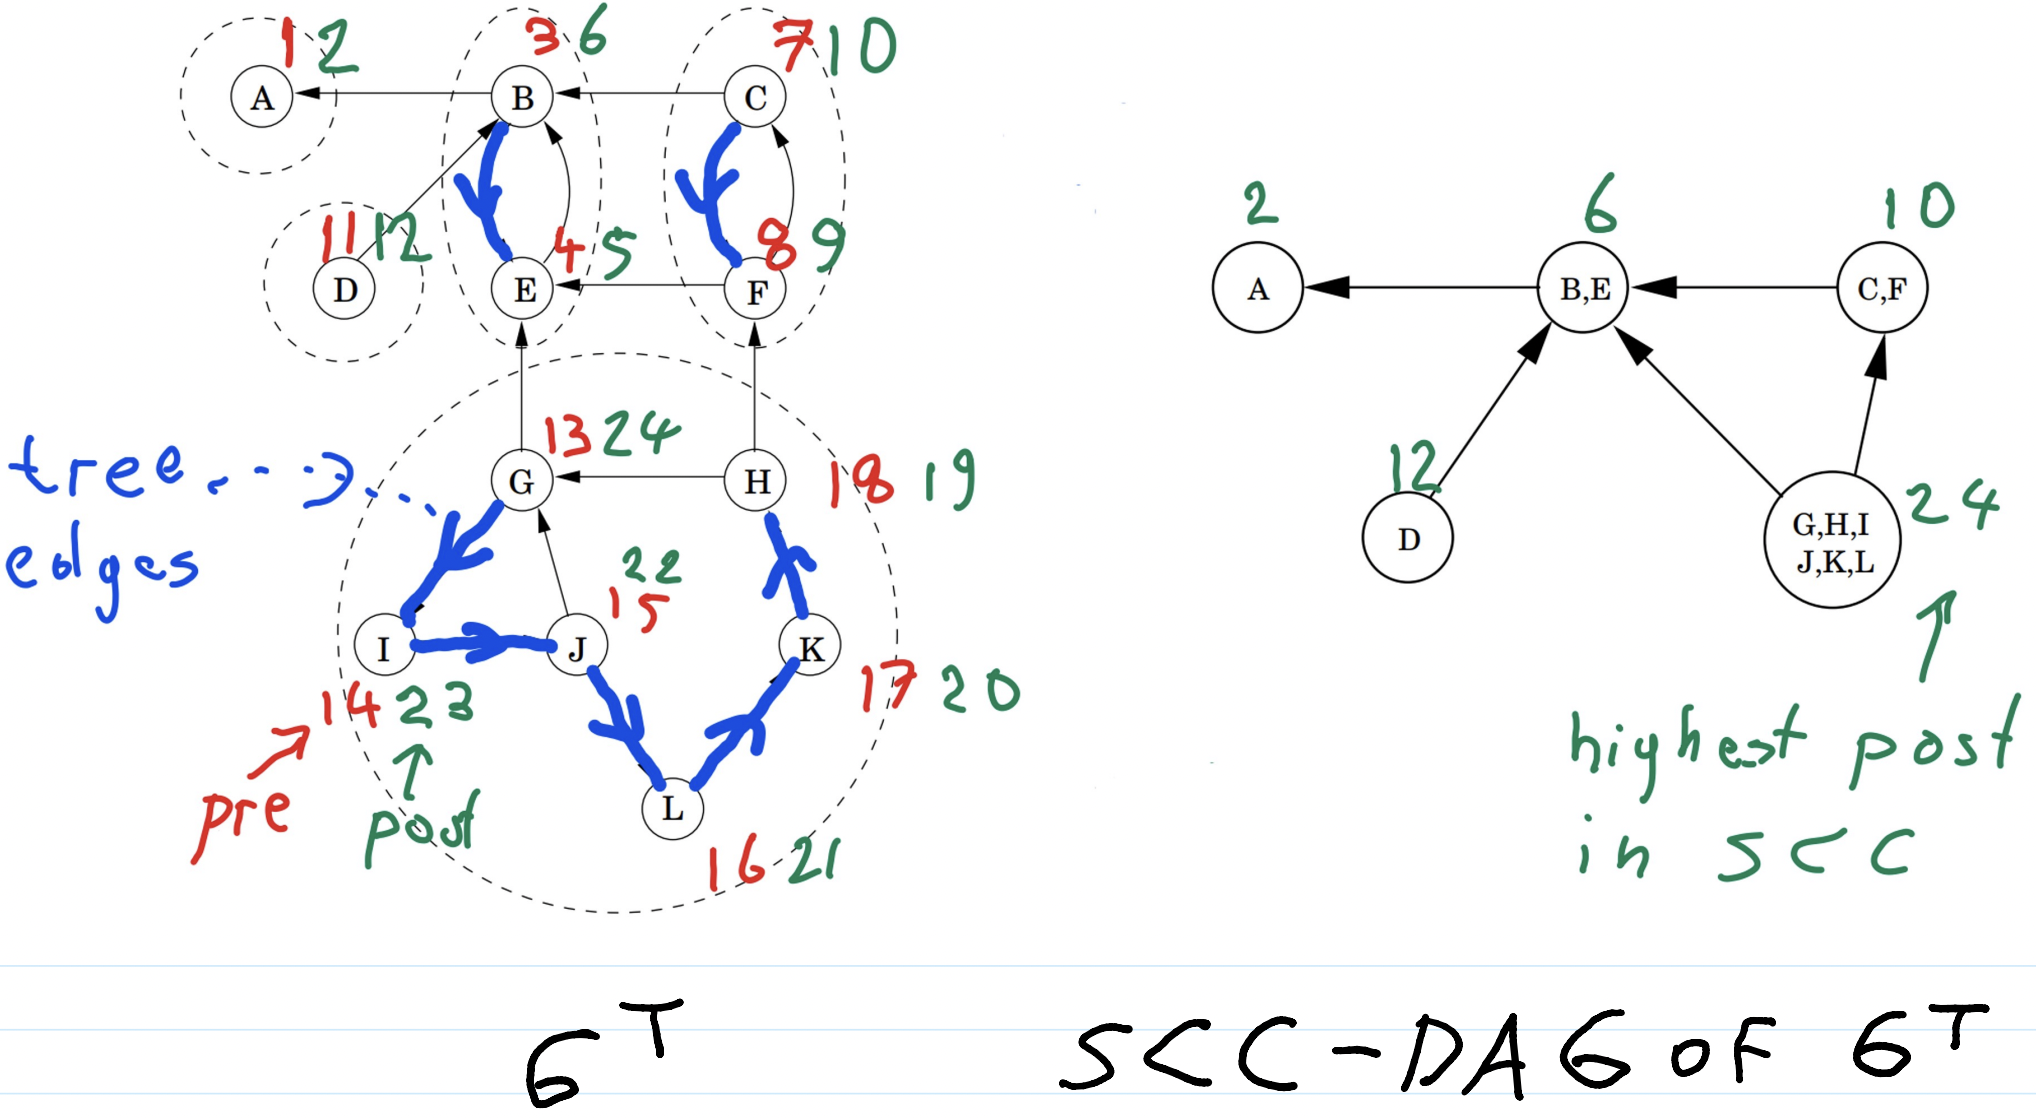 1 2
3 6
7 10
A
B
C
11 12
4 5
8 9
D
E
F
13 24
G
H
18 19
tree
edges
22
15
I
J
K
14 23
17 20
pre
post
L
16 21
2
6
10
A
B,E
C,F
12
D
G,H,I
J,K,L
24
highest post
in SCC
G^T
SCC-DAG OF G^T